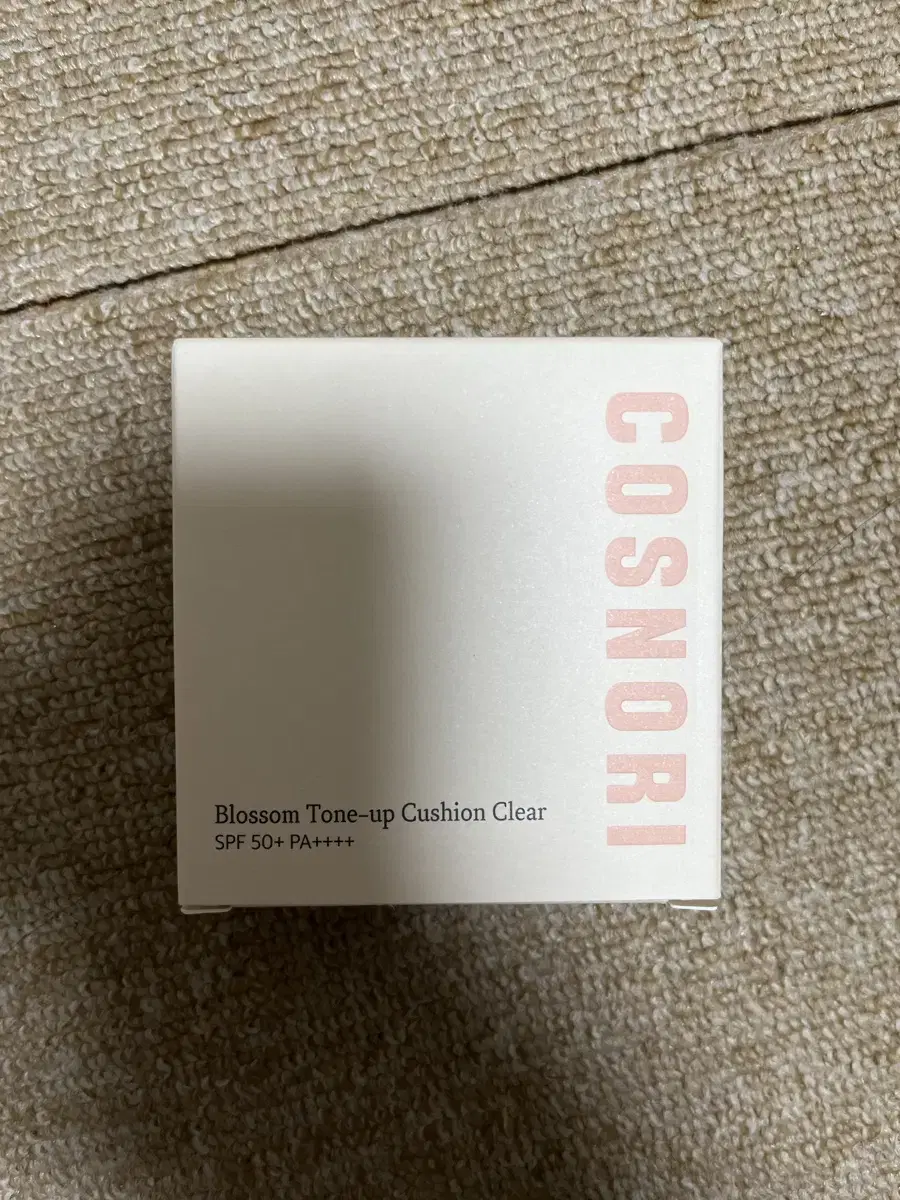 COSNORI
Blossom Tone-up Cushion Clear
SPF 50+ PA++++